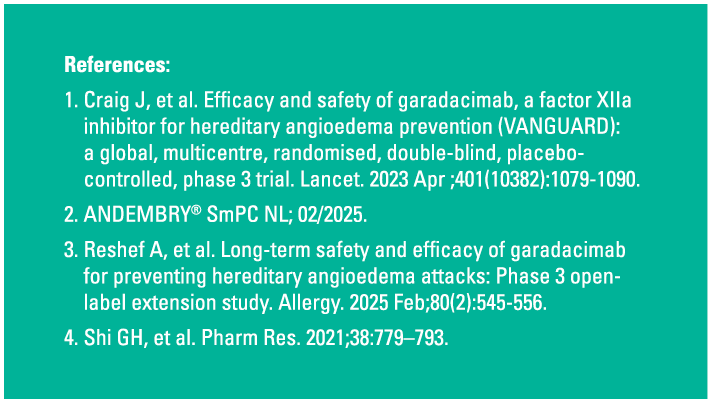 References:
1. Craig J, et al. Efficacy and safety of garadacimab, a factor XIIa
inhibitor for hereditary angioedema prevention (VANGUARD):
a global, multicentre, randomised, double-blind, placebo-
controlled, phase 3 trial. Lancet. 2023 Apr ;401(10382):1079-1090.
2. ANDEMBRY® SmPC NL; 02/2025.
3. Reshef A, et al. Long-term safety and efficacy of garadacimab
for preventing hereditary angioedema attacks: Phase 3 open-
label extension study. Allergy. 2025 Feb;80(2):545-556.
4. Shi GH, et al. Pharm Res. 2021;38:779–793.